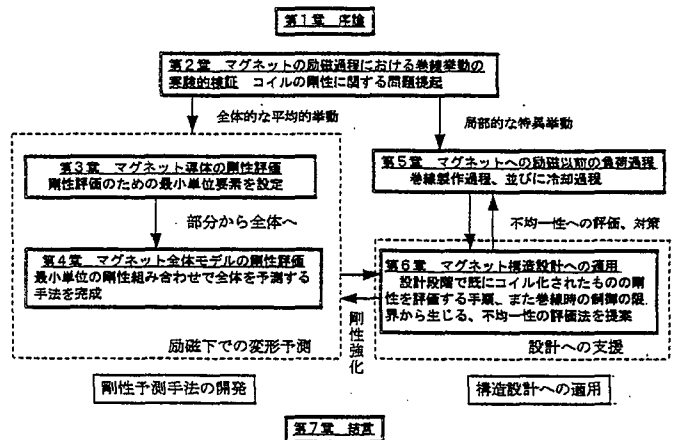 第1章 序論
第2章 マグネットの励磁過程における巻線挙動の
実験的検証 コイルの剛性に関する問題提起
全体的な平均的挙動
局部的な特異挙動
第3章 マグネット導体の剛性評価
剛性評価のための最小単位要素を設定
部分から全体へ
第4章 マグネット全体モデルの剛性評価
最小単位の剛性組み合わせで全体を予測する
手法を完成
励磁下での変形予測
剛性予測手法の開発
第5章 マグネットへの励磁以前の負荷過程
巻線製作過程、並びに冷却過程
不均一性への評価、対策
第6章 マグネット構造設計への適用
設計段階で既にコイル化されたものの剛
性を評価する手順、また巻線時の制御の限
界から生じる、不均一性の評価法を提案
剛性強化
設計への支援
構造設計への適用
第7章 結言